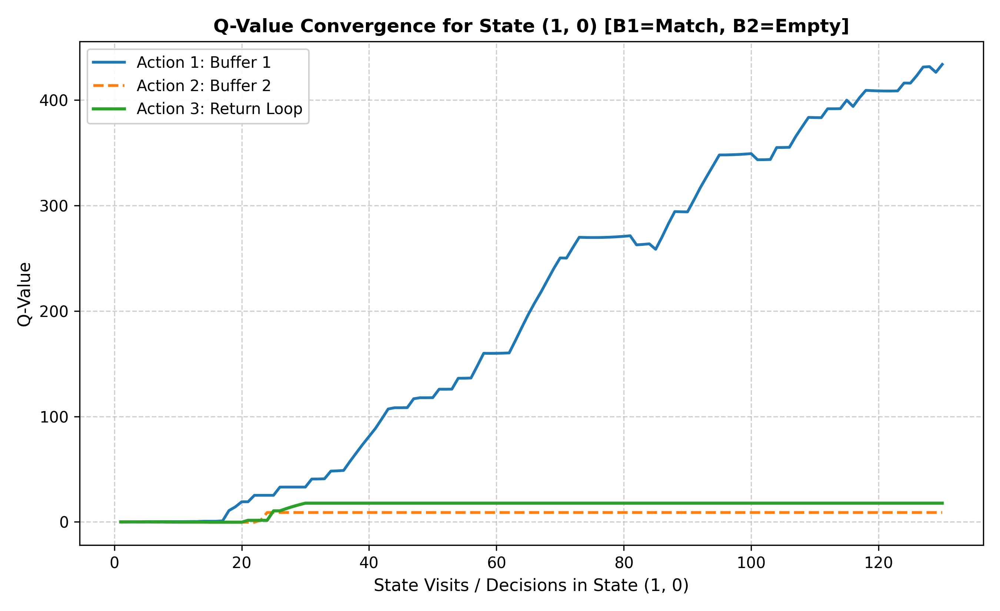 Q-Value Convergence for State (1, 0) [B1=Match, B2=Empty]
Action 1: Buffer 1
Action 2: Buffer 2
Action 3: Return Loop
Q-Value
400
300
200
100
0
0 20 40 60 80 100 120
State Visits / Decisions in State (1, 0)